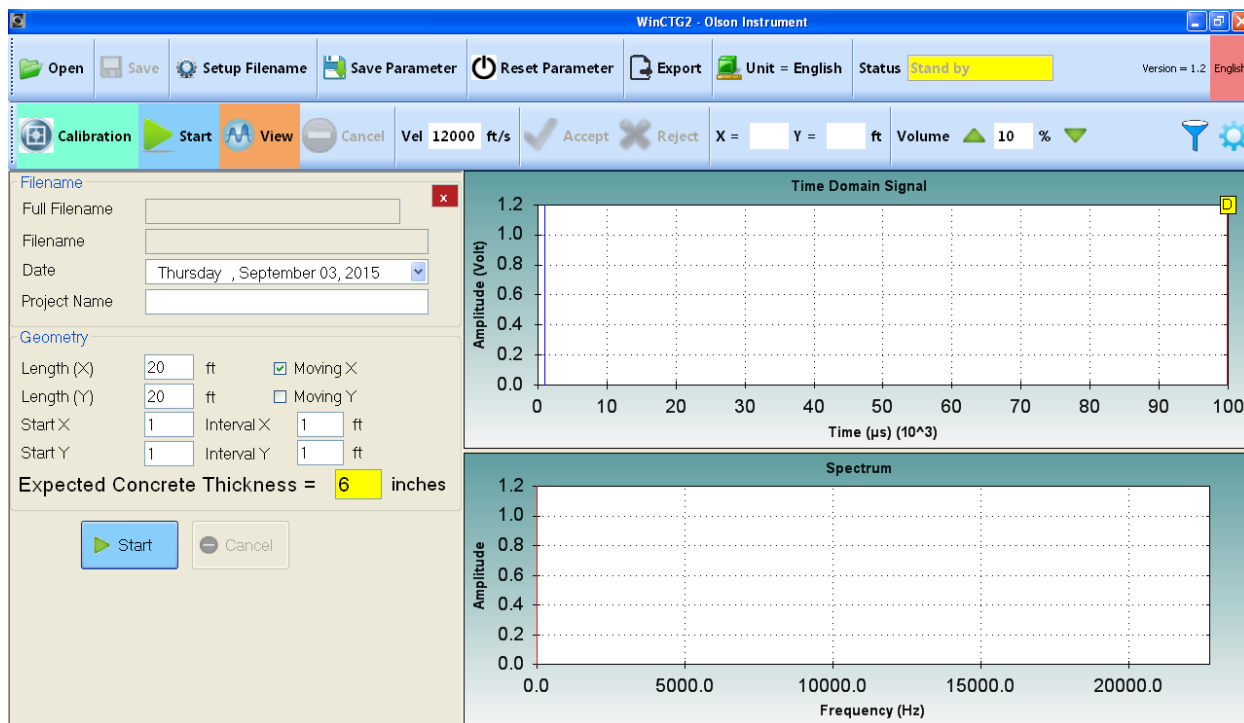 WinCTG2 - Olson Instrument
Open Save Setup Filename Save Parameter Reset Parameter Export Unit = English Status Stand by Version = 1.2 English
Calibration Start View Cancel Vel 12000 ft/s Accept Reject X = Y = ft Volume 10 %
Filename
x
Full Filename
Filename
Date Thursday , September 03, 2015
Project Name
Geometry
Length (X) 20 ft Moving X
Length (Y) 20 ft Moving Y
Start X 1 Interval X 1 ft
Start Y 1 Interval Y 1 ft
Expected Concrete Thickness = 6 inches
Start Cancel
Time Domain Signal
D
Amplitude (Volt)
1.2
1.0
0.8
0.6
0.4
0.2
0.0
0 10 20 30 40 50 60 70 80 90 100
Time (µs) (10^3)
Spectrum
Amplitude
1.2
1.0
0.8
0.6
0.4
0.2
0.0
0.0 5000.0 10000.0 15000.0 20000.0
Frequency (Hz)